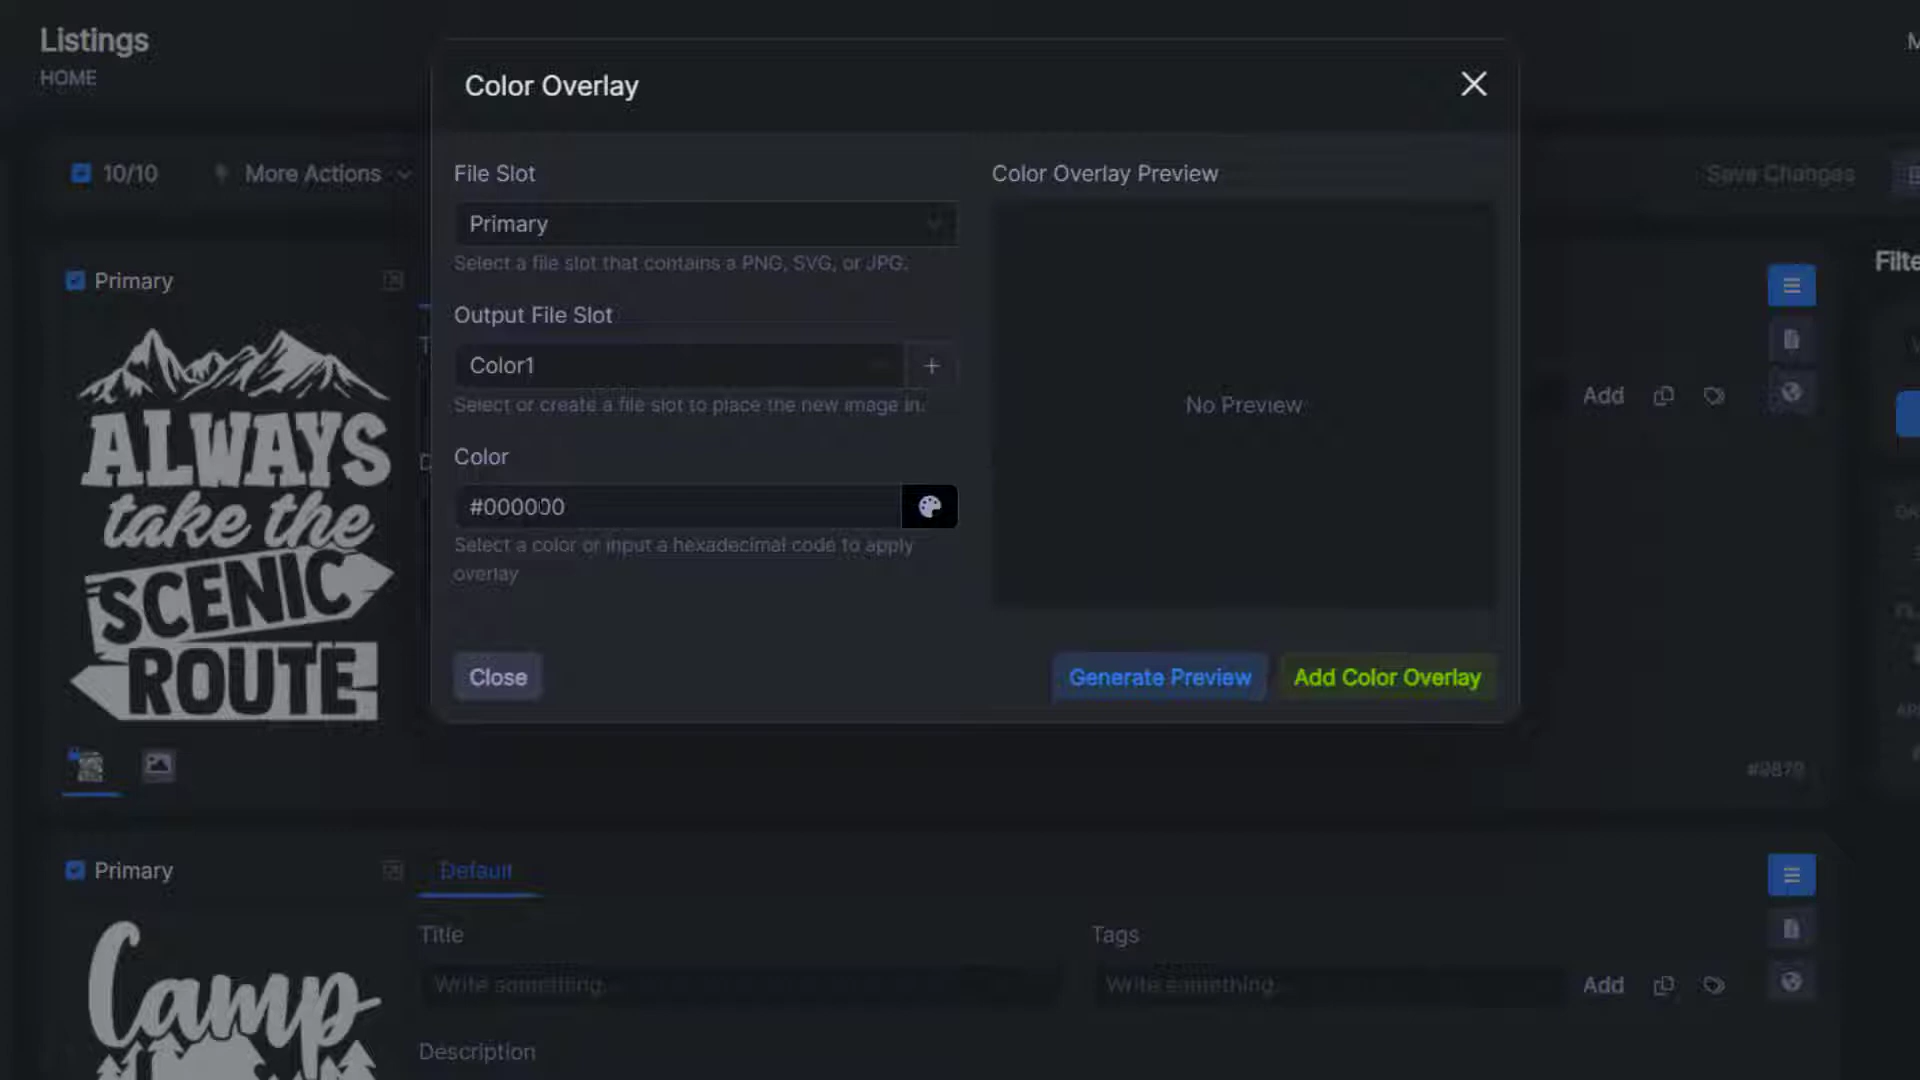 Listings
HOME
10/10
More Actions
Save Changes
Color Overlay
File Slot
Primary
Select a file slot that contains a PNG, SVG, or JPG.
Output File Slot
Color1
Select or create a file slot to place the new image in.
Color
#000000
Select a color or input a hexadecimal code to apply
overlay
Color Overlay Preview
No Preview
Close
Generate Preview
Add Color Overlay
Primary
ALWAYS
take the
SCENIC
ROUTE
Add
Primary
Camp
Default
Title
Write something...
Tags
Write something...
Add
Description